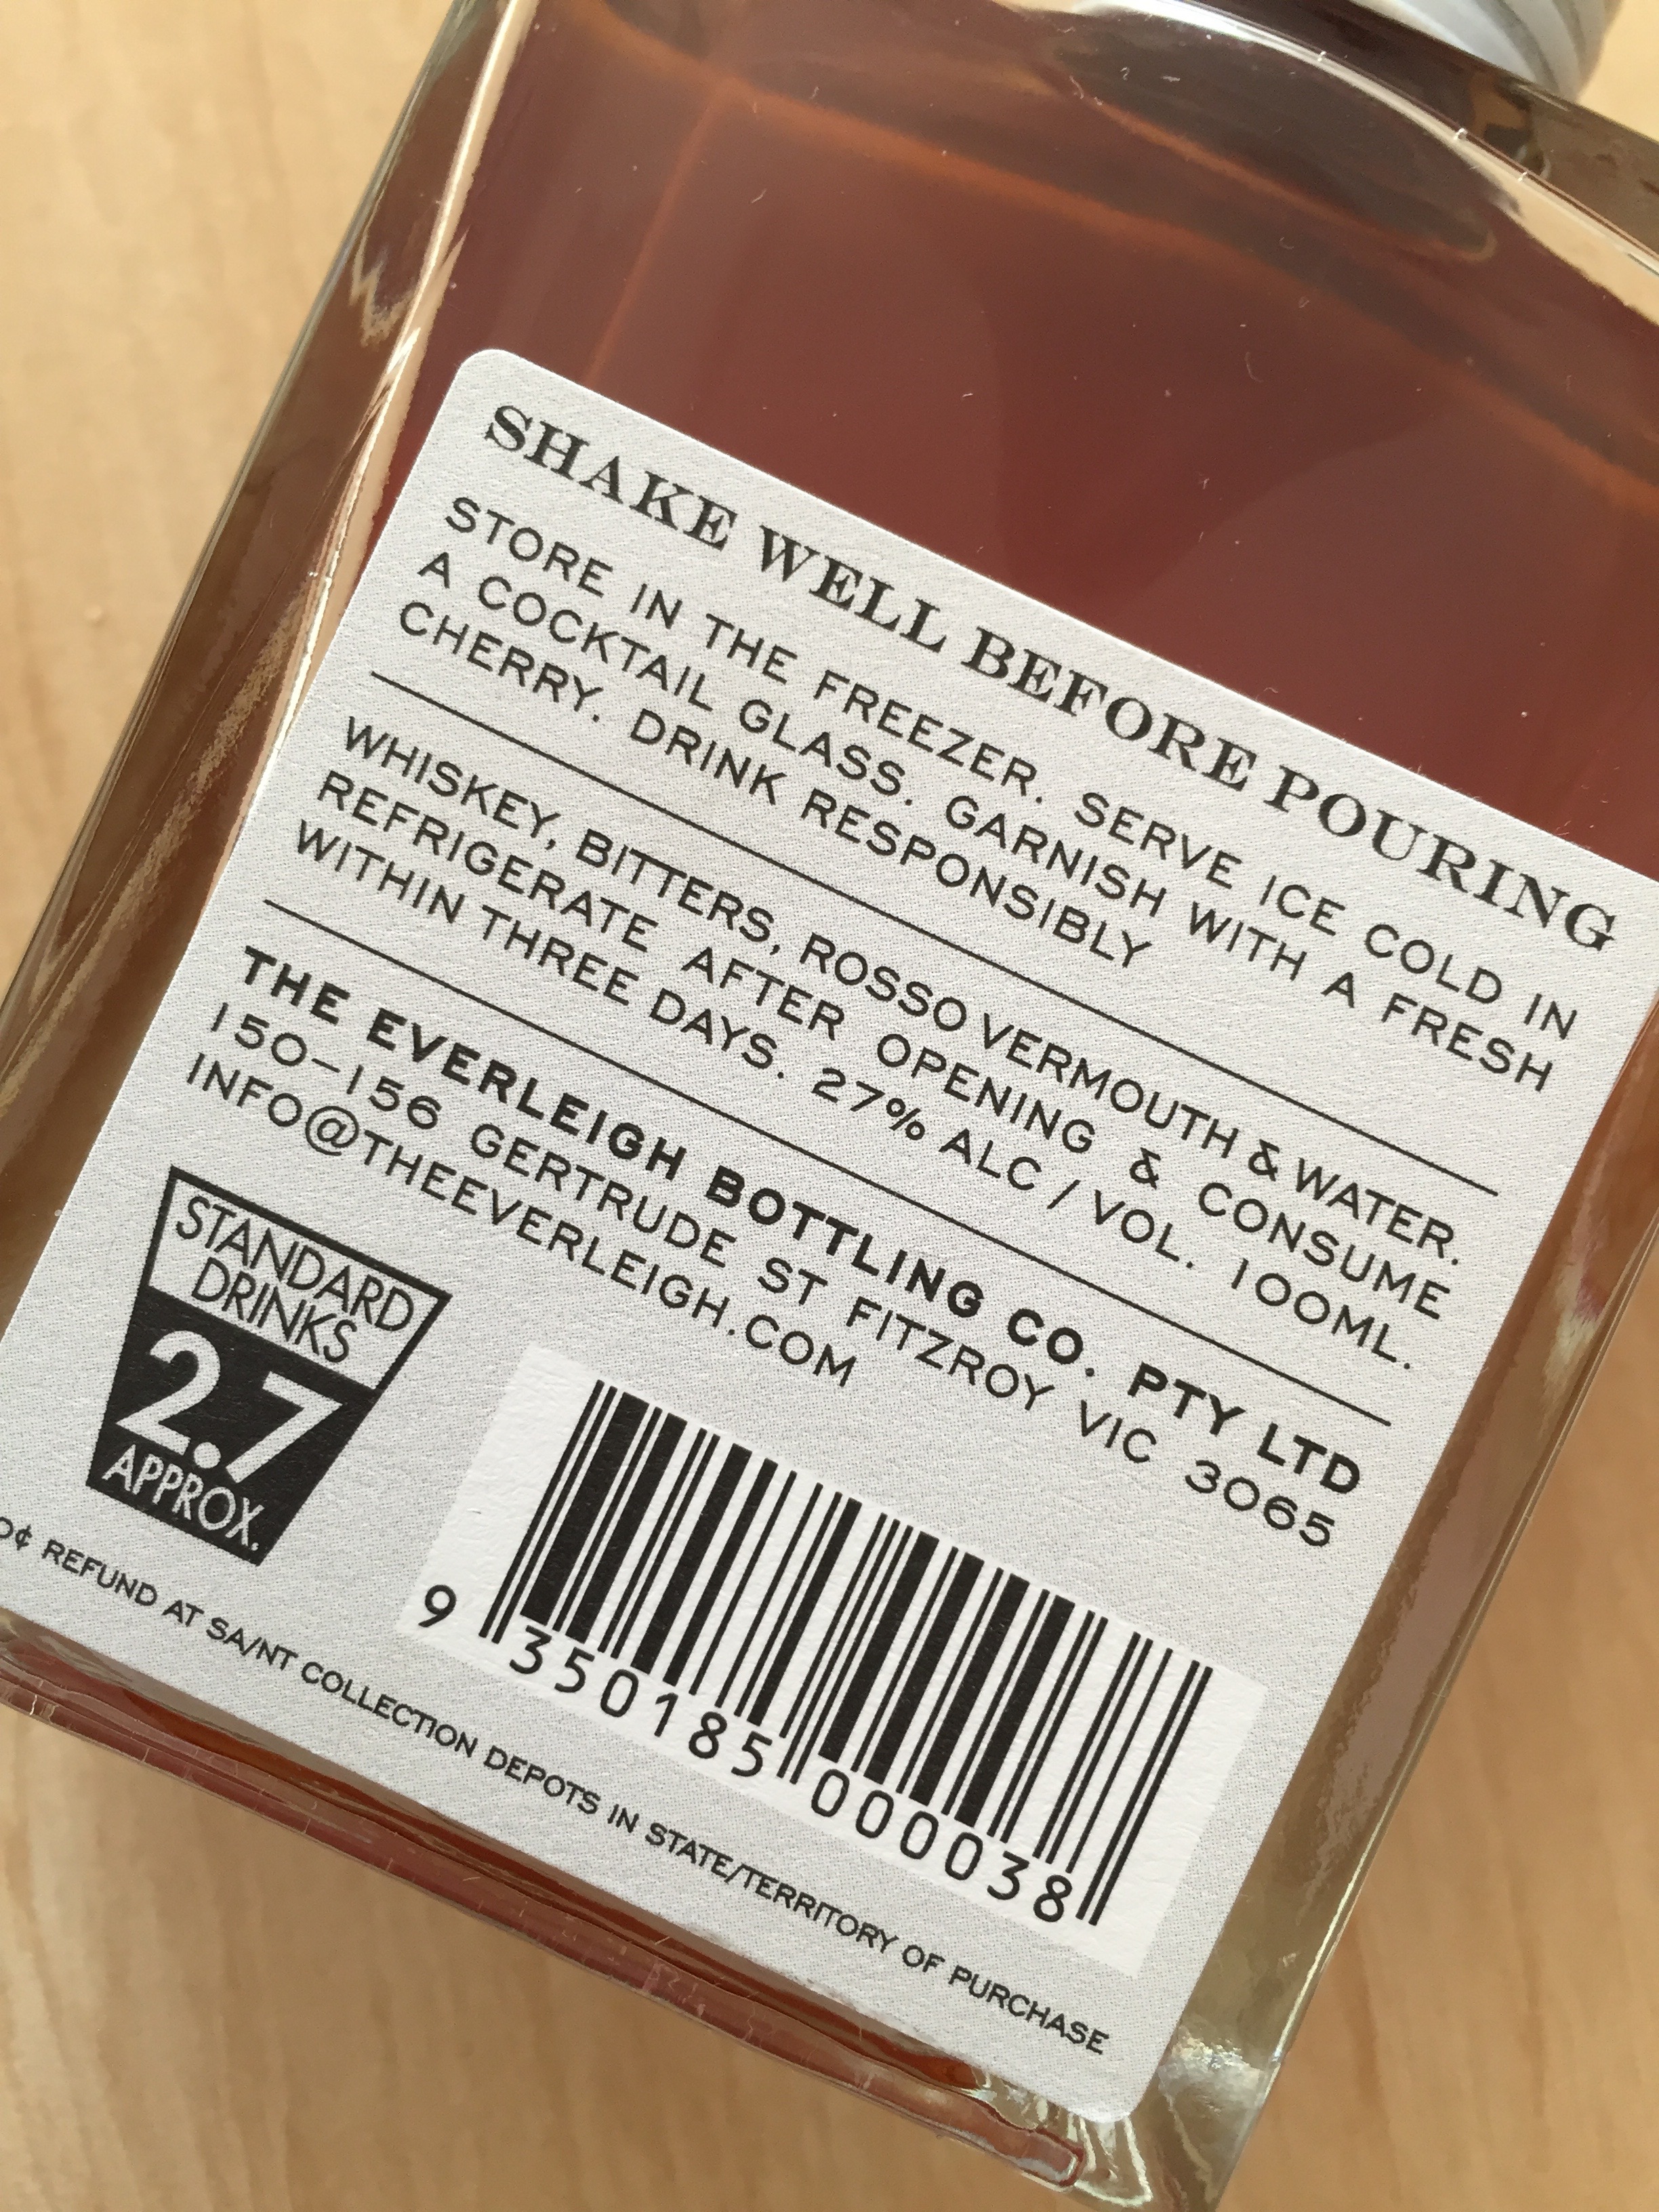 SHAKE WELL BEFORE POURING
STORE IN THE FREEZER. SERVE ICE COLD IN
A COCKTAIL GLASS. GARNISH WITH A FRESH
CHERRY. DRINK RESPONSIBLY
WHISKEY, BITTERS, ROSSO VERMOUTH & WATER.
REFRIGERATE AFTER OPENING & CONSUME
WITHIN THREE DAYS. 27% ALC / VOL. 100ML.
THE EVERLEIGH BOTTLING CO. PTY LTD
150–156 GERTRUDE ST FITZROY VIC 3065
INFO@THEEVERLEIGH.COM
STANDARD
DRINKS
2.7
APPROX.
9 350185 000038
REFUND AT SA/NT COLLECTION DEPOTS IN STATE/TERRITORY OF PURCHASE